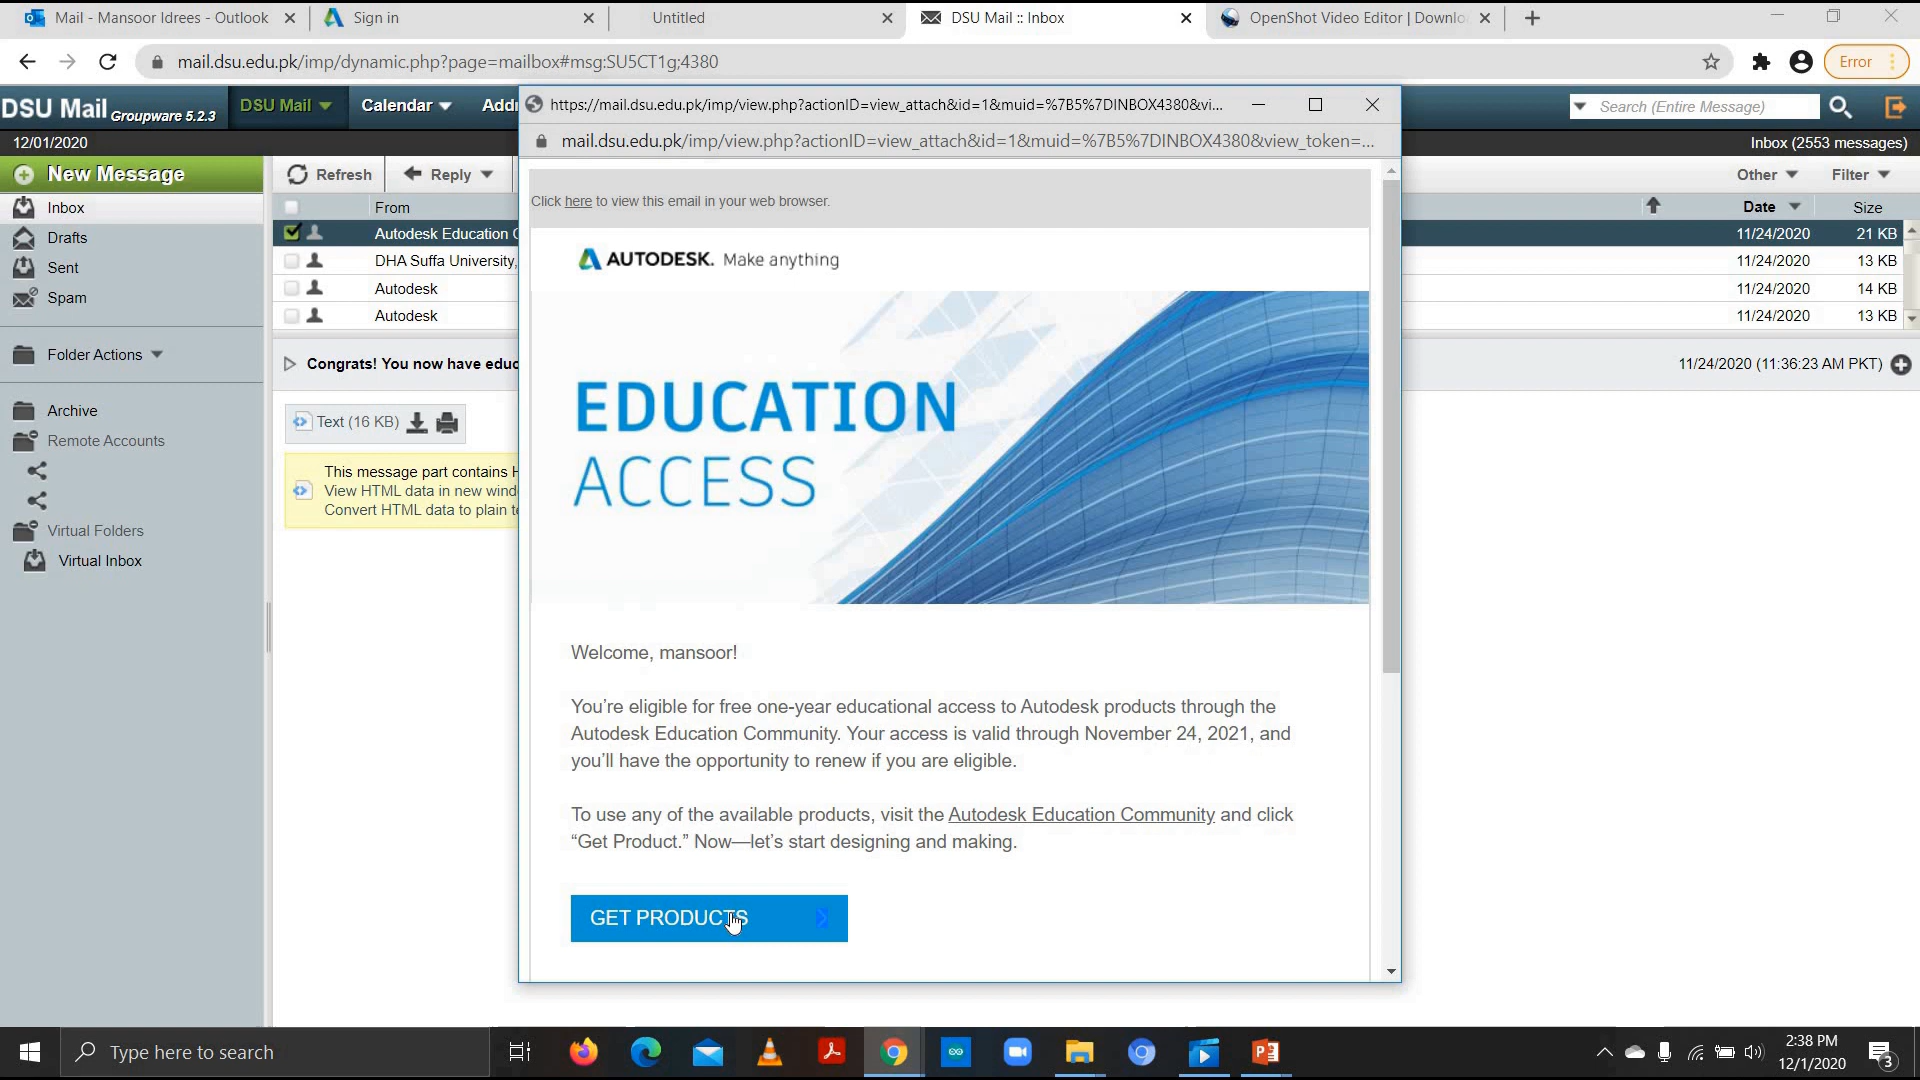 Mail - Mansoor Idrees - Outlook
Sign in
Untitled
DSU Mail :: Inbox
OpenShot Video Editor | Downlo
mail.dsu.edu.pk/imp/dynamic.php?page=mailbox#msg:SU5CT1g;4380
Error
DSU Mail Groupware 5.2.3
DSU Mail
Calendar
Addr
https://mail.dsu.edu.pk/imp/view.php?actionID=view_attach&id=1&muid=%7B5%7DINBOX4380&vi...
Search (Entire Message)
mail.dsu.edu.pk/imp/view.php?actionID=view_attach&id=1&muid=%7B5%7DINBOX4380&view_token=...
12/01/2020
Inbox (2553 messages)
New Message
Refresh
Reply
Other
Filter
Inbox
Drafts
Sent
Spam
Folder Actions
Archive
Remote Accounts
Virtual Folders
Virtual Inbox
From
Date
Size
Autodesk Education C
11/24/2020
21 KB
DHA Suffa University,
11/24/2020
13 KB
Autodesk
11/24/2020
14 KB
Autodesk
11/24/2020
13 KB
Congrats! You now have educ
11/24/2020 (11:36:23 AM PKT)
Text (16 KB)
This message part contains H
View HTML data in new windo
Convert HTML data to plain te
Click here to view this email in your web browser.
AUTODESK. Make anything
EDUCATION
ACCESS
Welcome, mansoor!
You're eligible for free one-year educational access to Autodesk products through the
Autodesk Education Community. Your access is valid through November 24, 2021, and
you'll have the opportunity to renew if you are eligible.
To use any of the available products, visit the Autodesk Education Community and click
“Get Product.” Now—let's start designing and making.
GET PRODUCTS
Type here to search
2:38 PM
12/1/2020
3